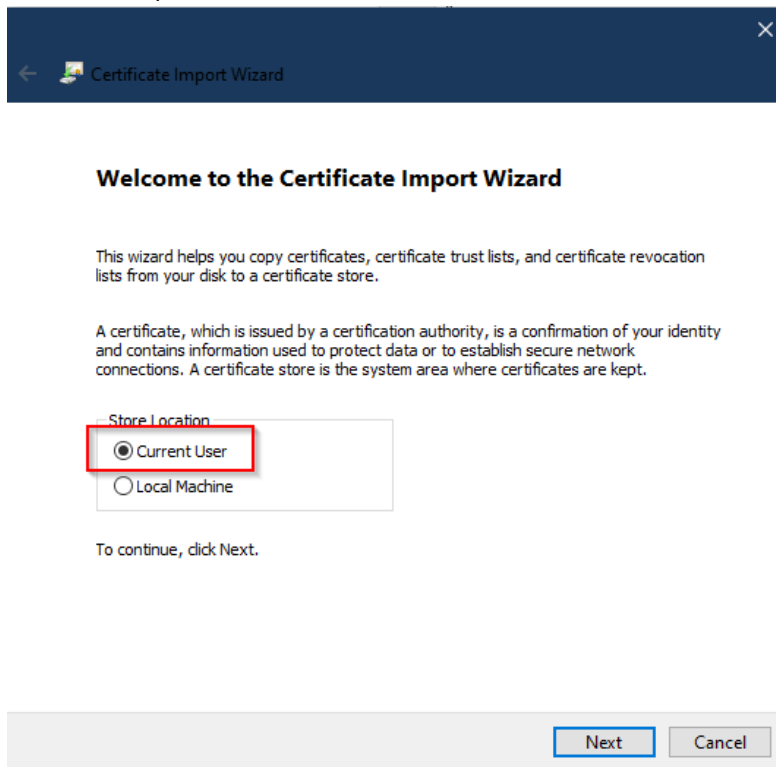 Certificate Import Wizard
Welcome to the Certificate Import Wizard
This wizard helps you copy certificates, certificate trust lists, and certificate revocation
lists from your disk to a certificate store.
A certificate, which is issued by a certification authority, is a confirmation of your identity
and contains information used to protect data or to establish secure network
connections. A certificate store is the system area where certificates are kept.
Store Location
Current User
Local Machine
To continue, click Next.
Next
Cancel